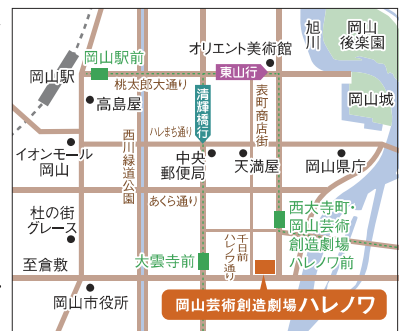 旭川
岡山
後楽園
オリエント美術館
岡山駅前
東山行
岡山駅
桃太郎大通り
岡山城
高島屋
清輝橋行
表町商店街
西川緑道公園
ハレまち通り
イオンモール
岡山
中央
郵便局
天満屋
岡山県庁
あくら通り
杜の街
グレース
西大寺町・
岡山芸術
創造劇場
ハレノワ前
千日前
ハレノワ通り
至倉敷
大雲寺前
岡山市役所
岡山芸術創造劇場 ハレノワ